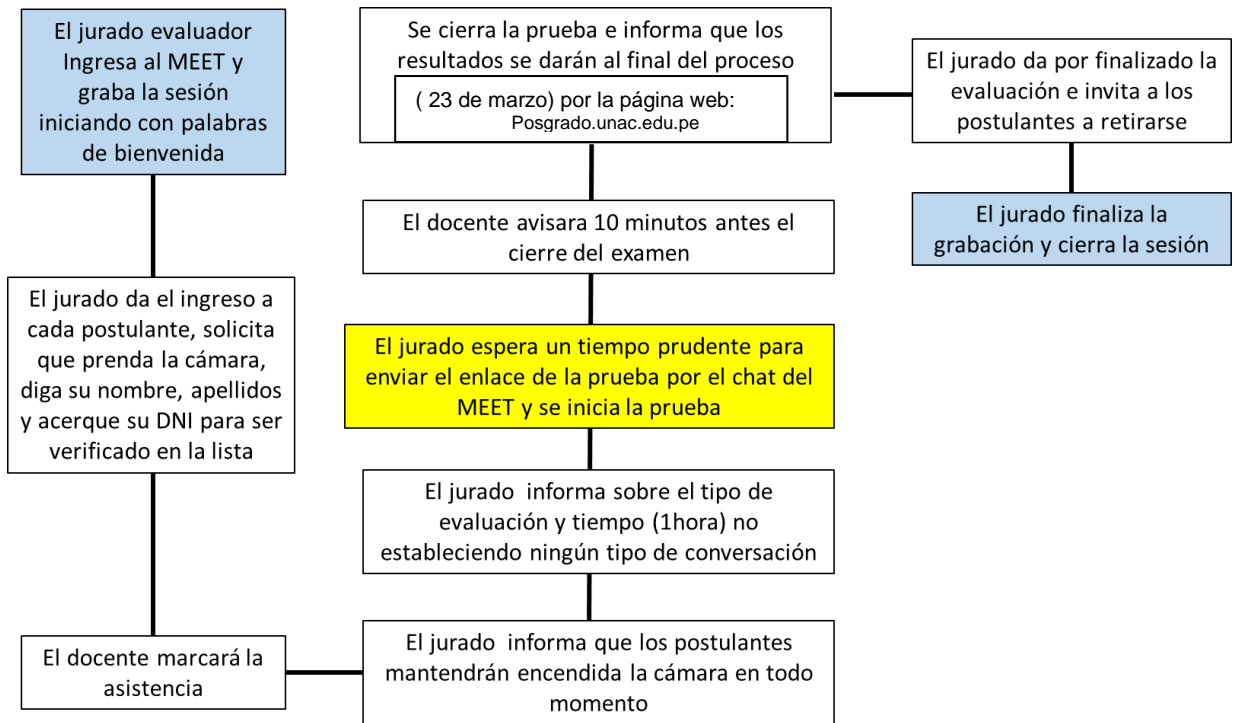 El jurado evaluador
Ingresa al MEET y
graba la sesión
iniciando con palabras
de bienvenida
El jurado da el ingreso a
cada postulante, solicita
que prenda la cámara,
diga su nombre, apellidos
y acerque su DNI para ser
verificado en la lista
El docente marcará la
asistencia
El jurado  informa que los postulantes
mantendrán encendida la cámara en todo
momento
El jurado  informa sobre el tipo de
evaluación y tiempo (1hora) no
estableciendo ningún tipo de conversación
El jurado espera un tiempo prudente para
enviar el enlace de la prueba por el chat del
MEET y se inicia la prueba
El docente avisara 10 minutos antes el
cierre del examen
Se cierra la prueba e informa que los
resultados se darán al final del proceso
( 23 de marzo) por la página web:
Posgrado.unac.edu.pe
El jurado da por finalizado la
evaluación e invita a los
postulantes a retirarse
El jurado finaliza la
grabación y cierra la sesión